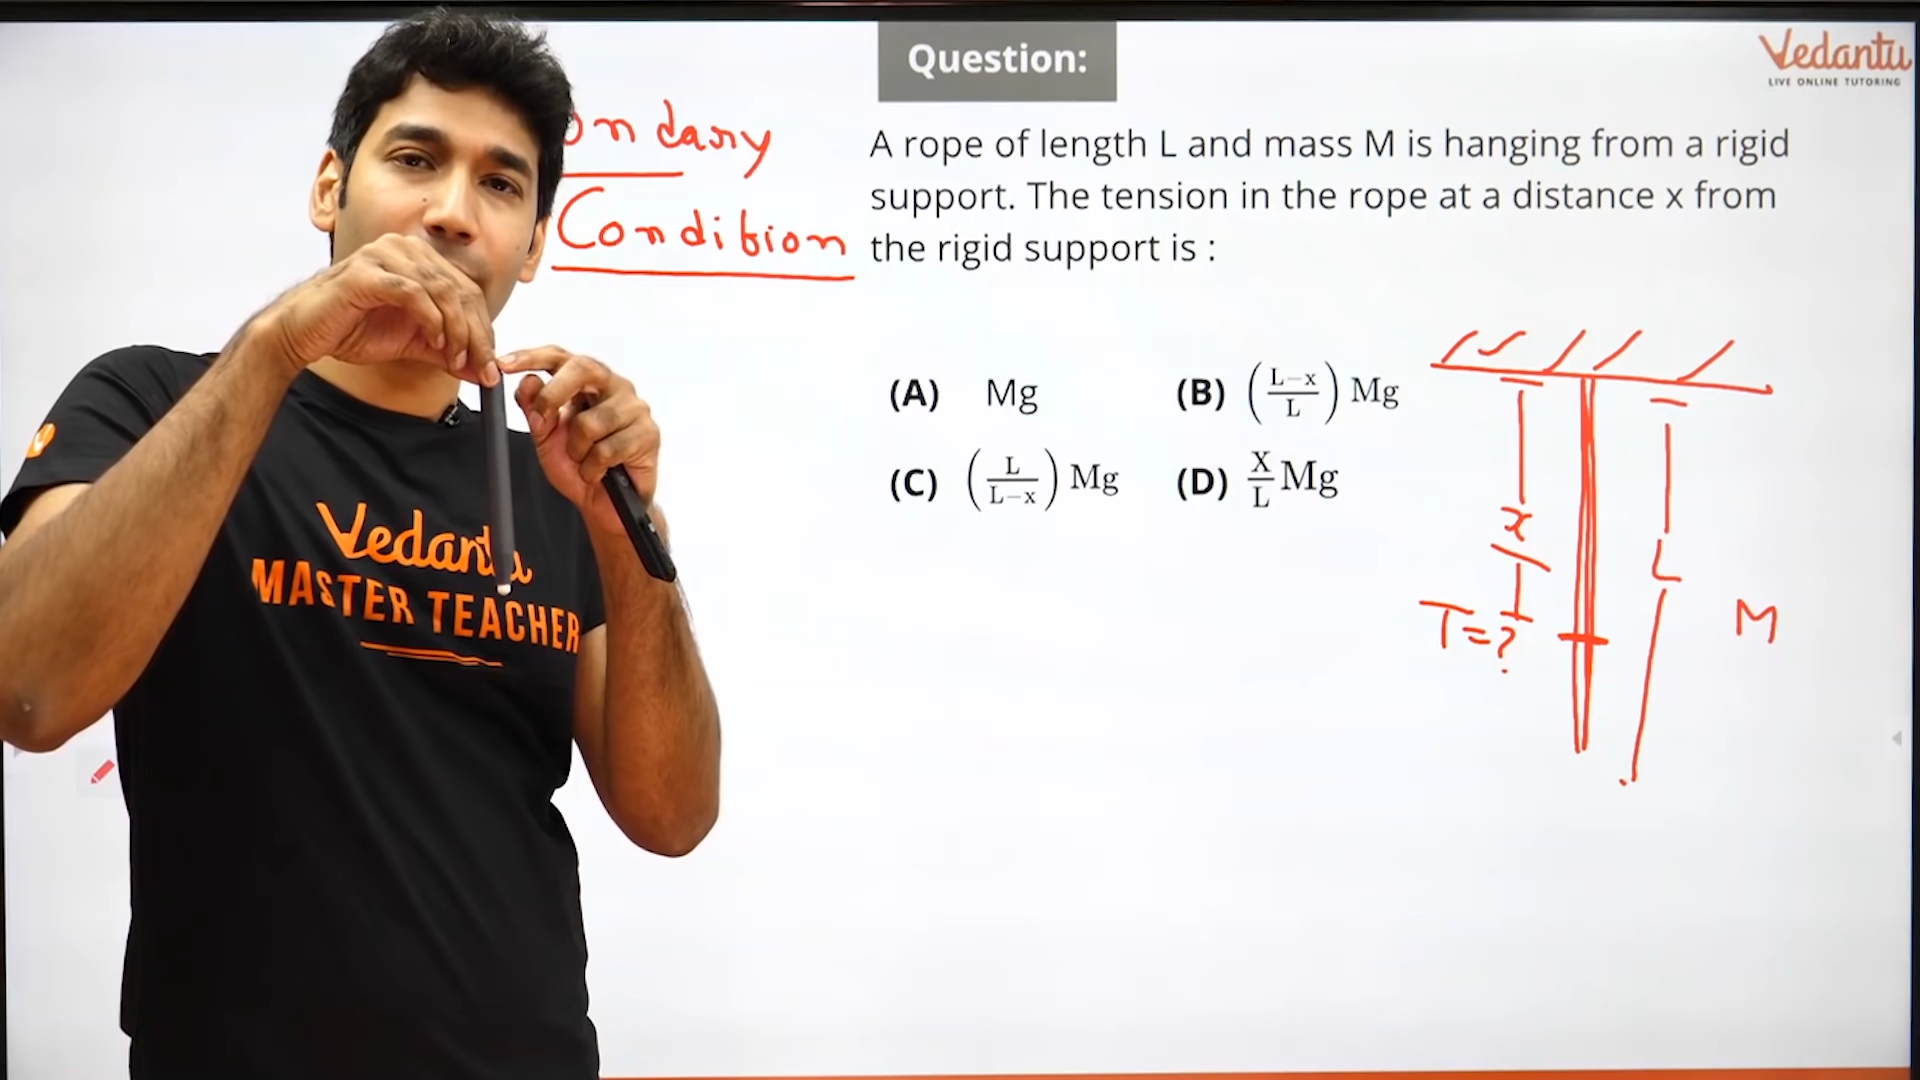 Question:
Vedantu
LIVE ONLINE TUTORING
Condition
A rope of length L and mass M is hanging from a rigid
support. The tension in the rope at a distance x from
the rigid support is :
(A) Mg
(B) (L−x/L) Mg
(C) (L/L−x) Mg
(D) X/L Mg
x
L
T=?
M
Vedantu
MASTER TEACHER